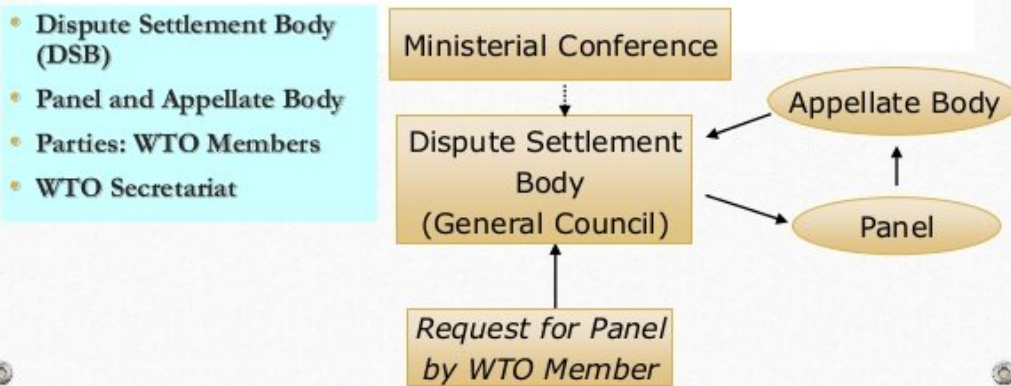 Dispute Settlement Body
(DSB)
Panel and Appellate Body
Parties: WTO Members
WTO Secretariat
Ministerial Conference
Dispute Settlement
Body
(General Council)
Request for Panel
by WTO Member
Appellate Body
Panel